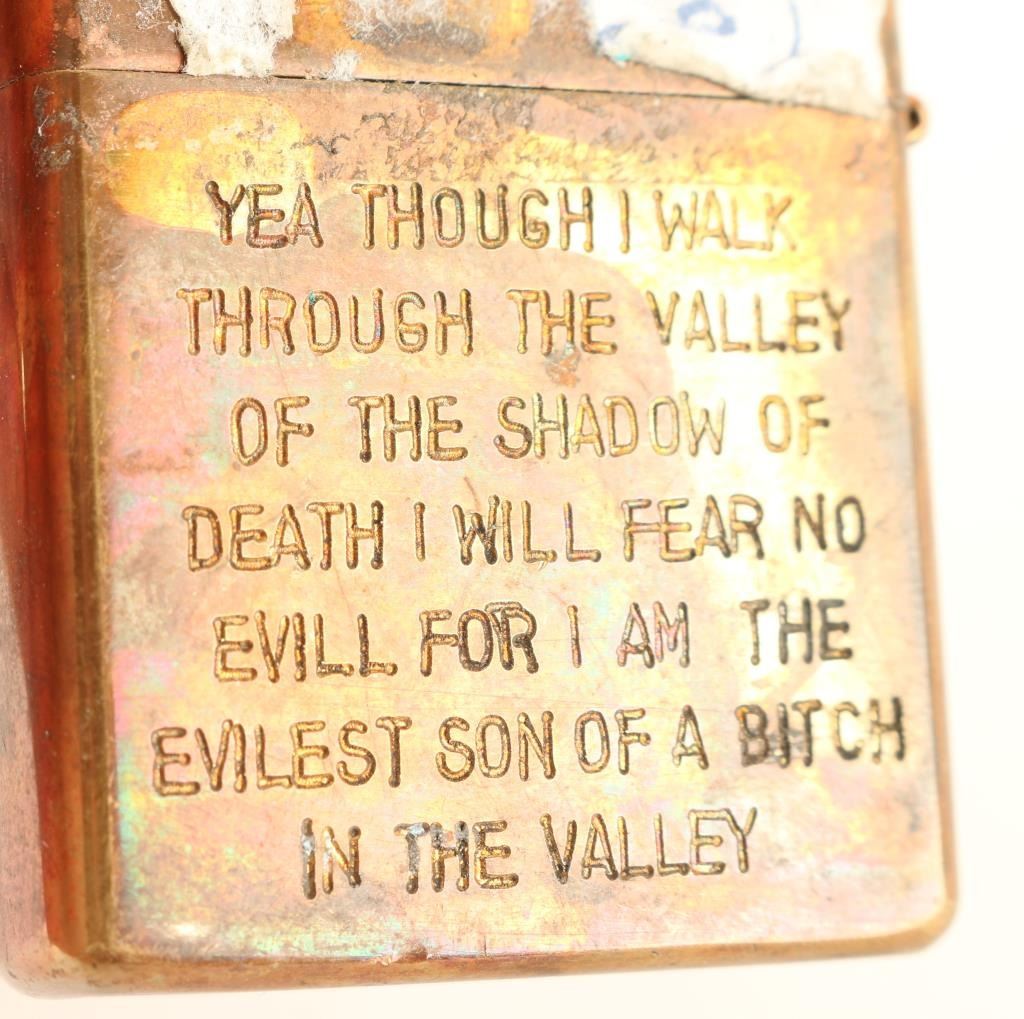 YEA THOUGH I WALK
THROUGH THE VALLEY
OF THE SHADOW OF
DEATH I WILL FEAR NO
EVILL FOR I AM THE
EVILEST SON OF A BITCH
IN THE VALLEY